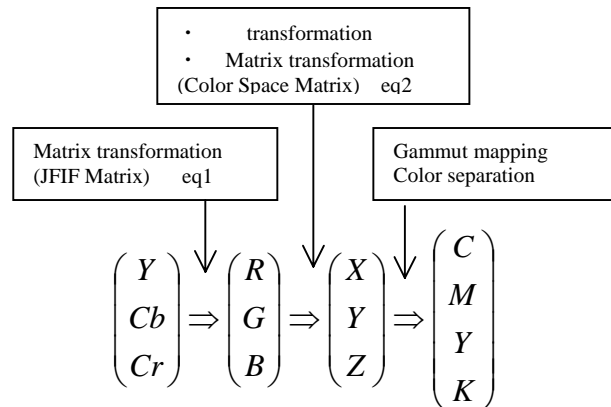 ・ transformation
・ Matrix transformation
(Color Space Matrix) eq2
Matrix transformation
(JFIF Matrix) eq1
Gammut mapping
Color separation
Y
Cb
Cr
⇒
R
G
B
⇒
X
Y
Z
⇒
C
M
Y
K